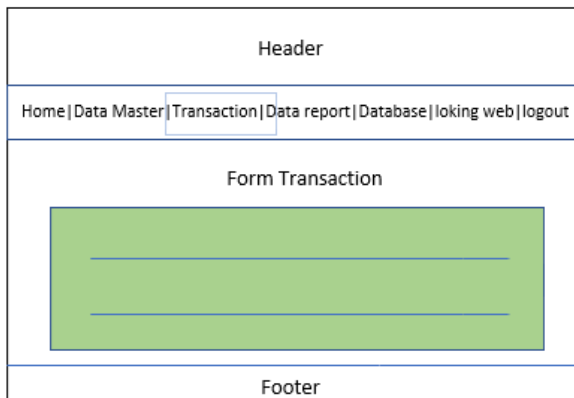 Header
Home|Data Master|Transaction|Data report|Database|loking web|logout
Form Transaction
Footer